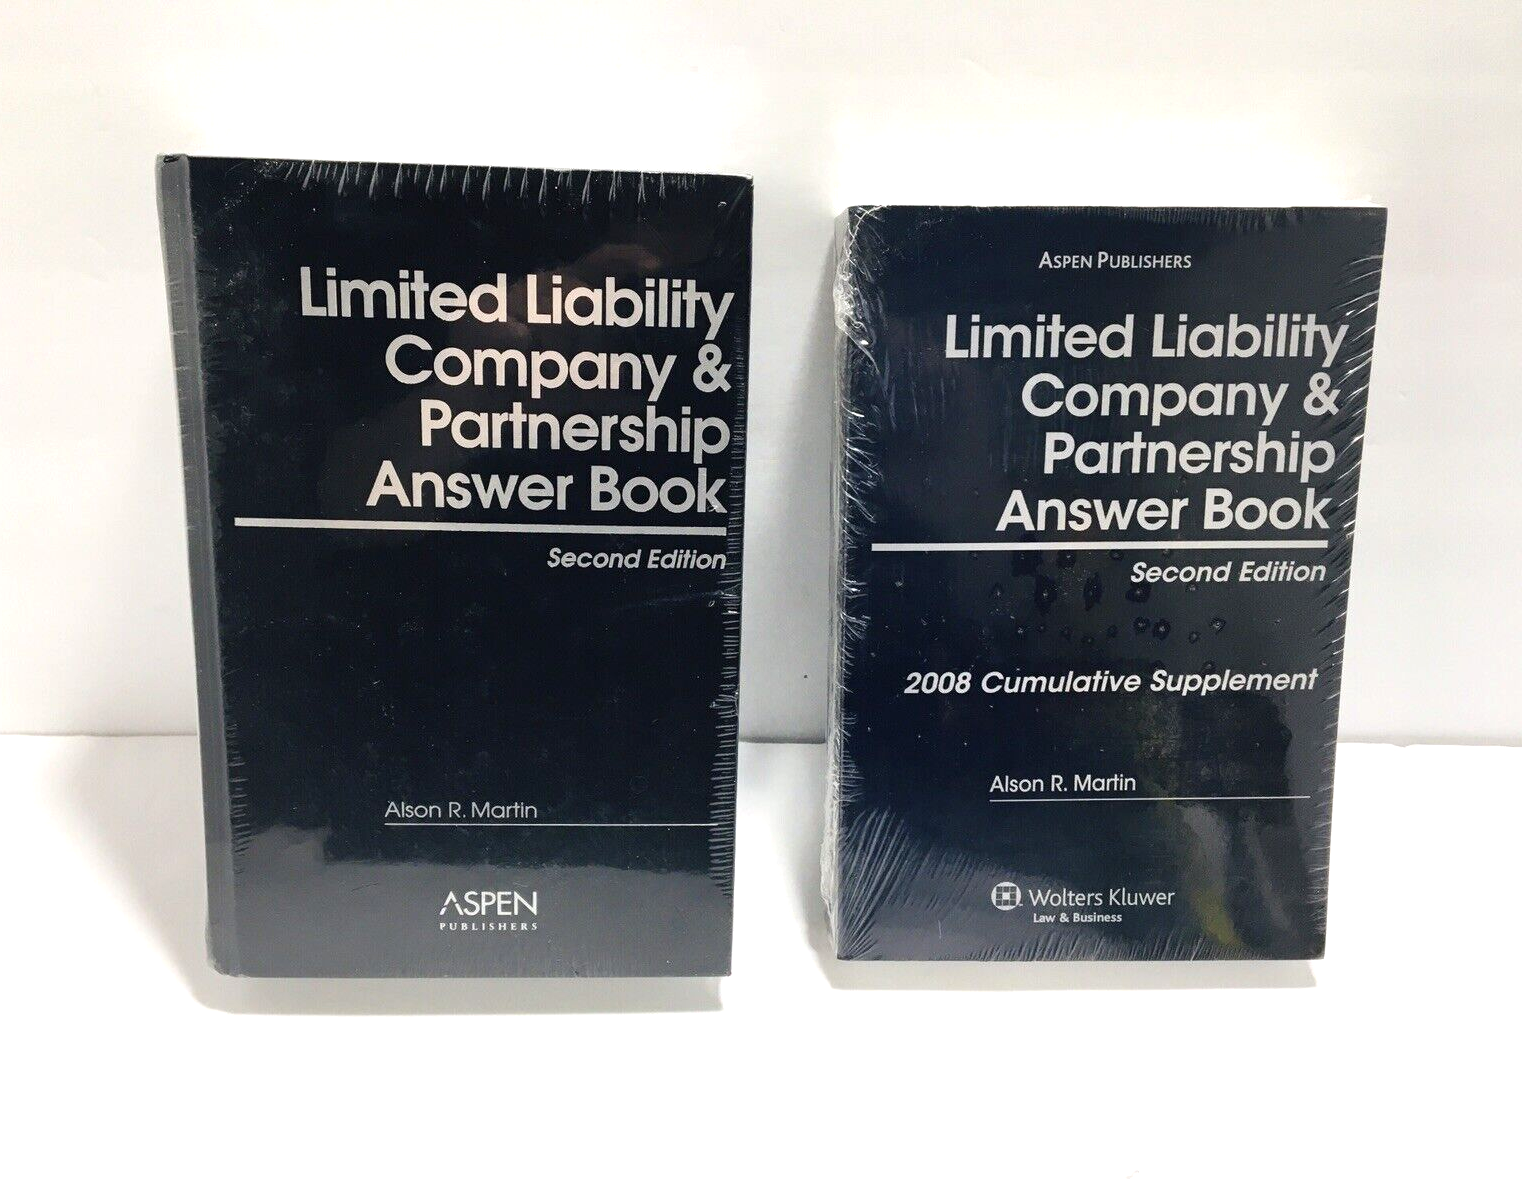 Limited Liability
Company &
Partnership
Answer Book
Second Edition
Alson R. Martin
ASPEN
PUBLISHERS
ASPEN PUBLISHERS
Limited Liability
Company &
Partnership
Answer Book
Second Edition
2008 Cumulative Supplement
Alson R. Martin
Wolters Kluwer
Law & Business